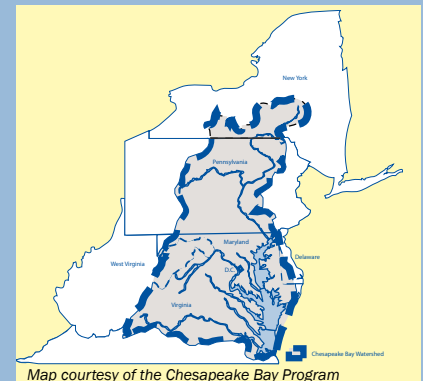 New York
Pennsylvania
Maryland
West Virginia
Delaware
D.C.
Virginia
Chesapeake Bay Watershed
Map courtesy of the Chesapeake Bay Program